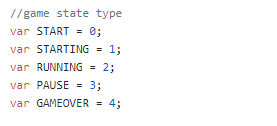 //game state type
var START = 0;
var STARTING = 1;
var RUNNING = 2;
var PAUSE = 3;
var GAMEOVER = 4;